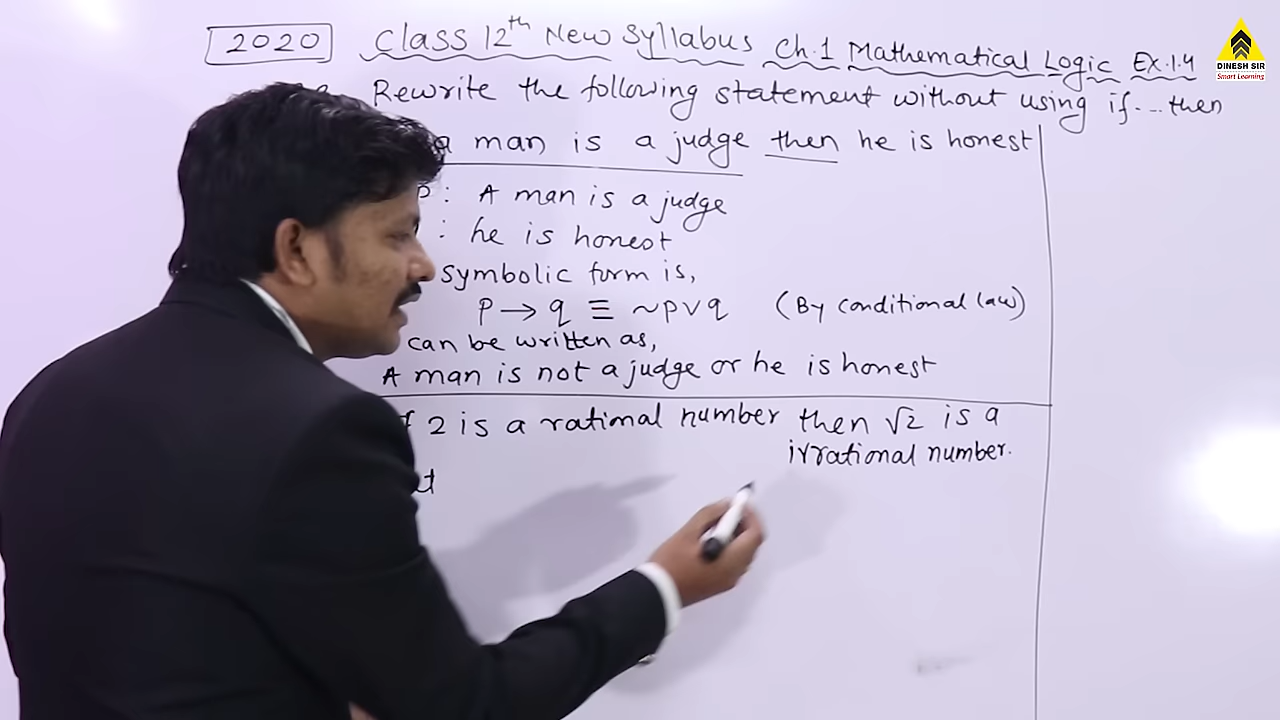 2020 Class 12th New Syllabus Ch.1 Mathematical Logic Ex.1.4
DINESH SIR
Smart Learning
Rewrite the following statement without using if...then
a man is a judge then he is honest
p: A man is a judge
: he is honest
symbolic form is,
p → q ≡ ~p∨q (By conditional law)
can be written as,
A man is not a judge or he is honest
2 is a rational number then √2 is a
irrational number.